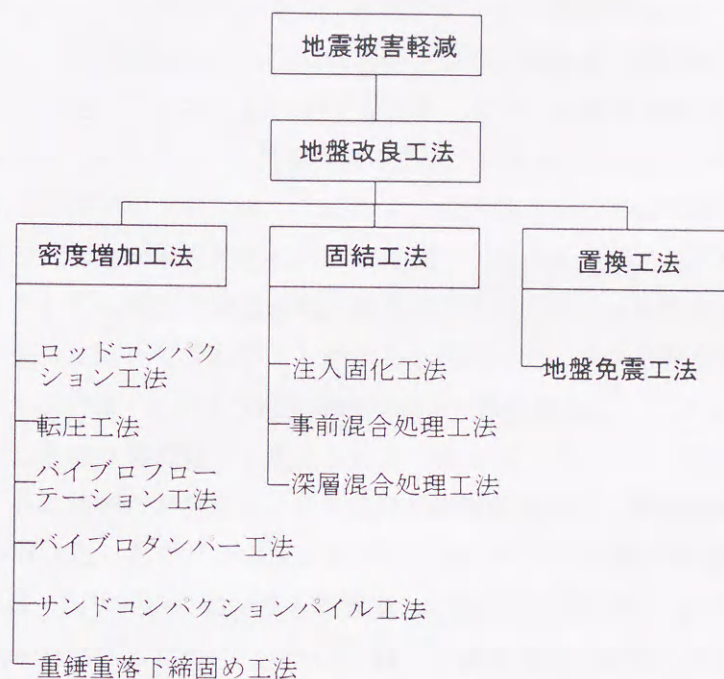 地震被害軽減
地盤改良工法
密度増加工法
固結工法
置換工法
ロッドコンパク
ション工法
転圧工法
バイブロフロー
テーション工法
バイブロタンパー工法
サンドコンパクションパイル工法
重錘重落下締固め工法
注入固化工法
事前混合処理工法
深層混合処理工法
地盤免震工法